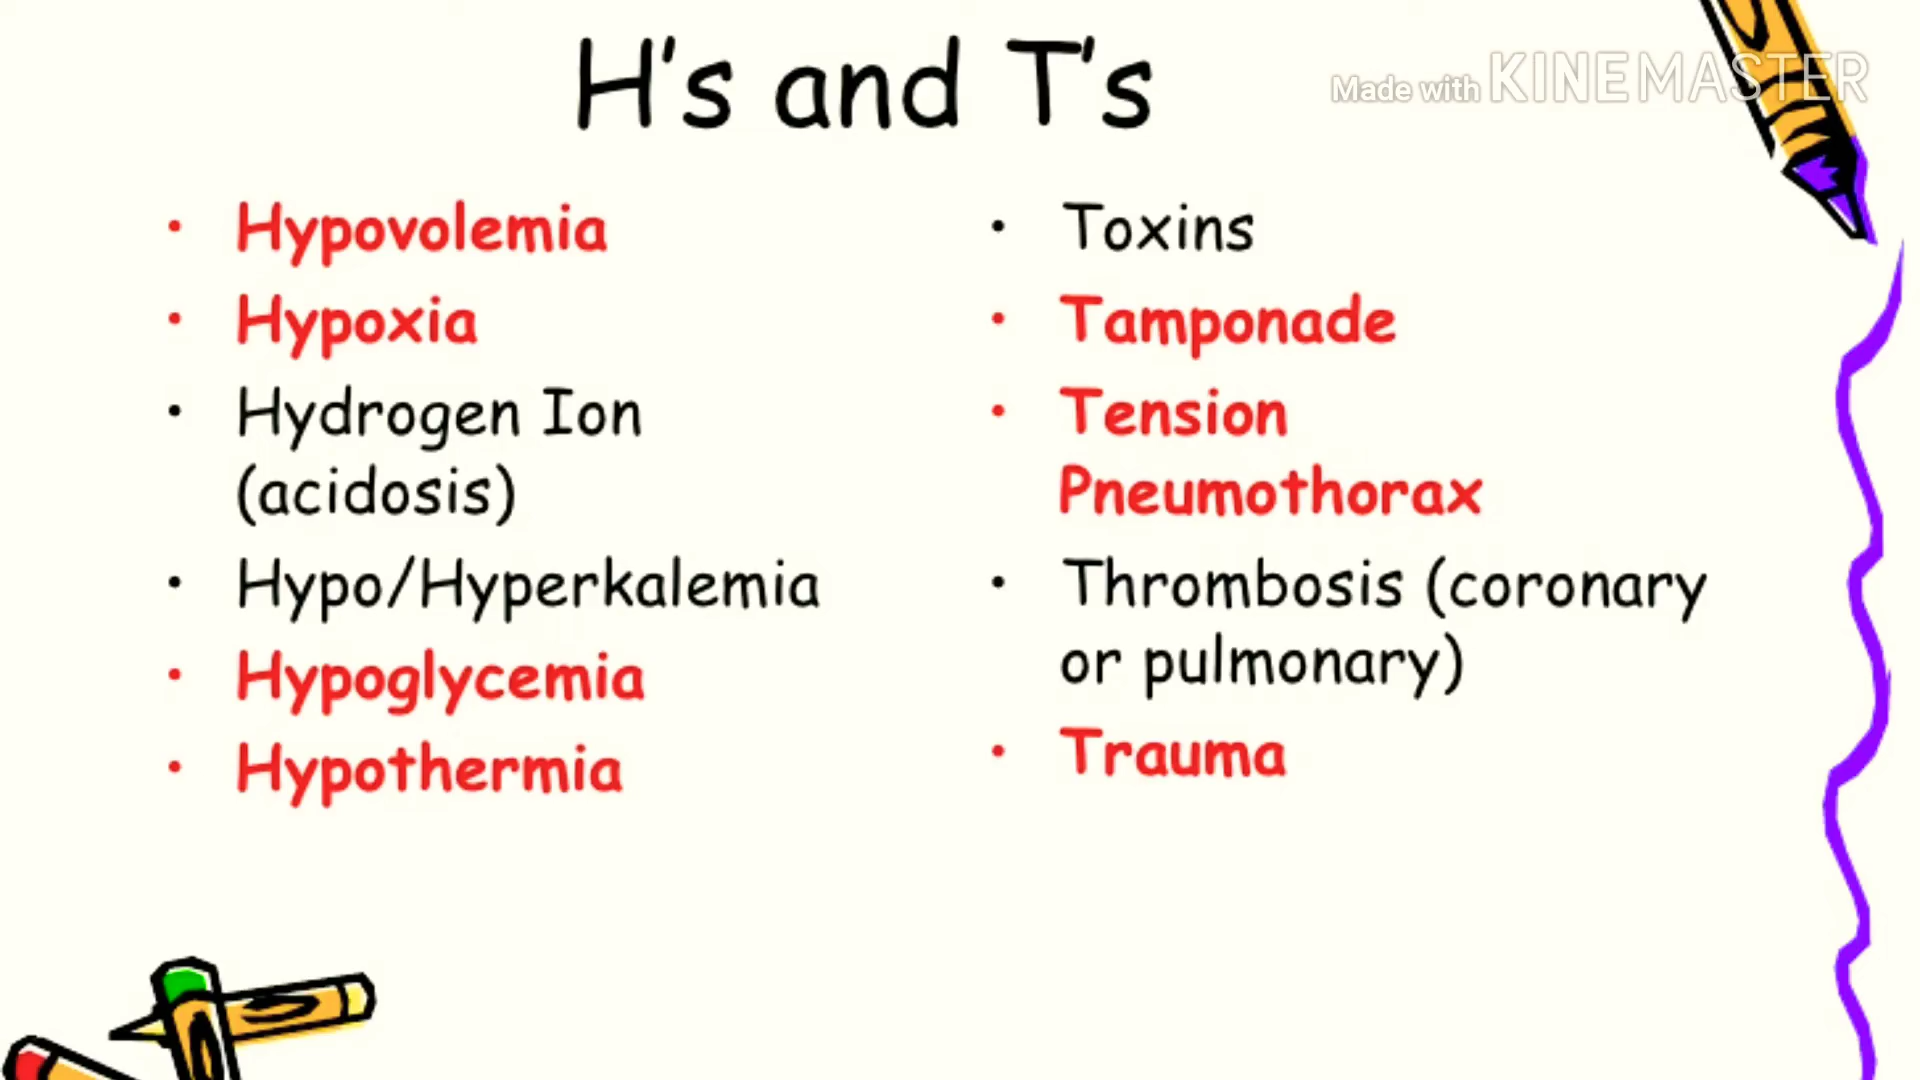 H's and T's
Made with KINEMASTER
• Hypovolemia
• Hypoxia
• Hydrogen Ion
(acidosis)
• Hypo/Hyperkalemia
• Hypoglycemia
• Hypothermia
• Toxins
• Tamponade
• Tension
Pneumothorax
• Thrombosis (coronary
or pulmonary)
• Trauma